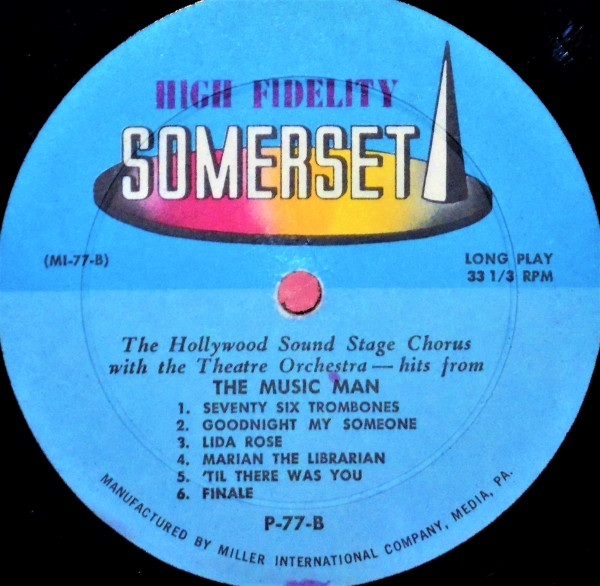 HIGH FIDELITY
SOMERSET
(MI-77-B)
LONG PLAY
33 1/3 RPM
The Hollywood Sound Stage Chorus
with the Theatre Orchestra — hits from
THE MUSIC MAN
1. SEVENTY SIX TROMBONES
2. GOODNIGHT MY SOMEONE
3. LIDA ROSE
4. MARIAN THE LIBRARIAN
5. 'TIL THERE WAS YOU
6. FINALE
P-77-B
MANUFACTURED BY MILLER INTERNATIONAL COMPANY, MEDIA, PA.